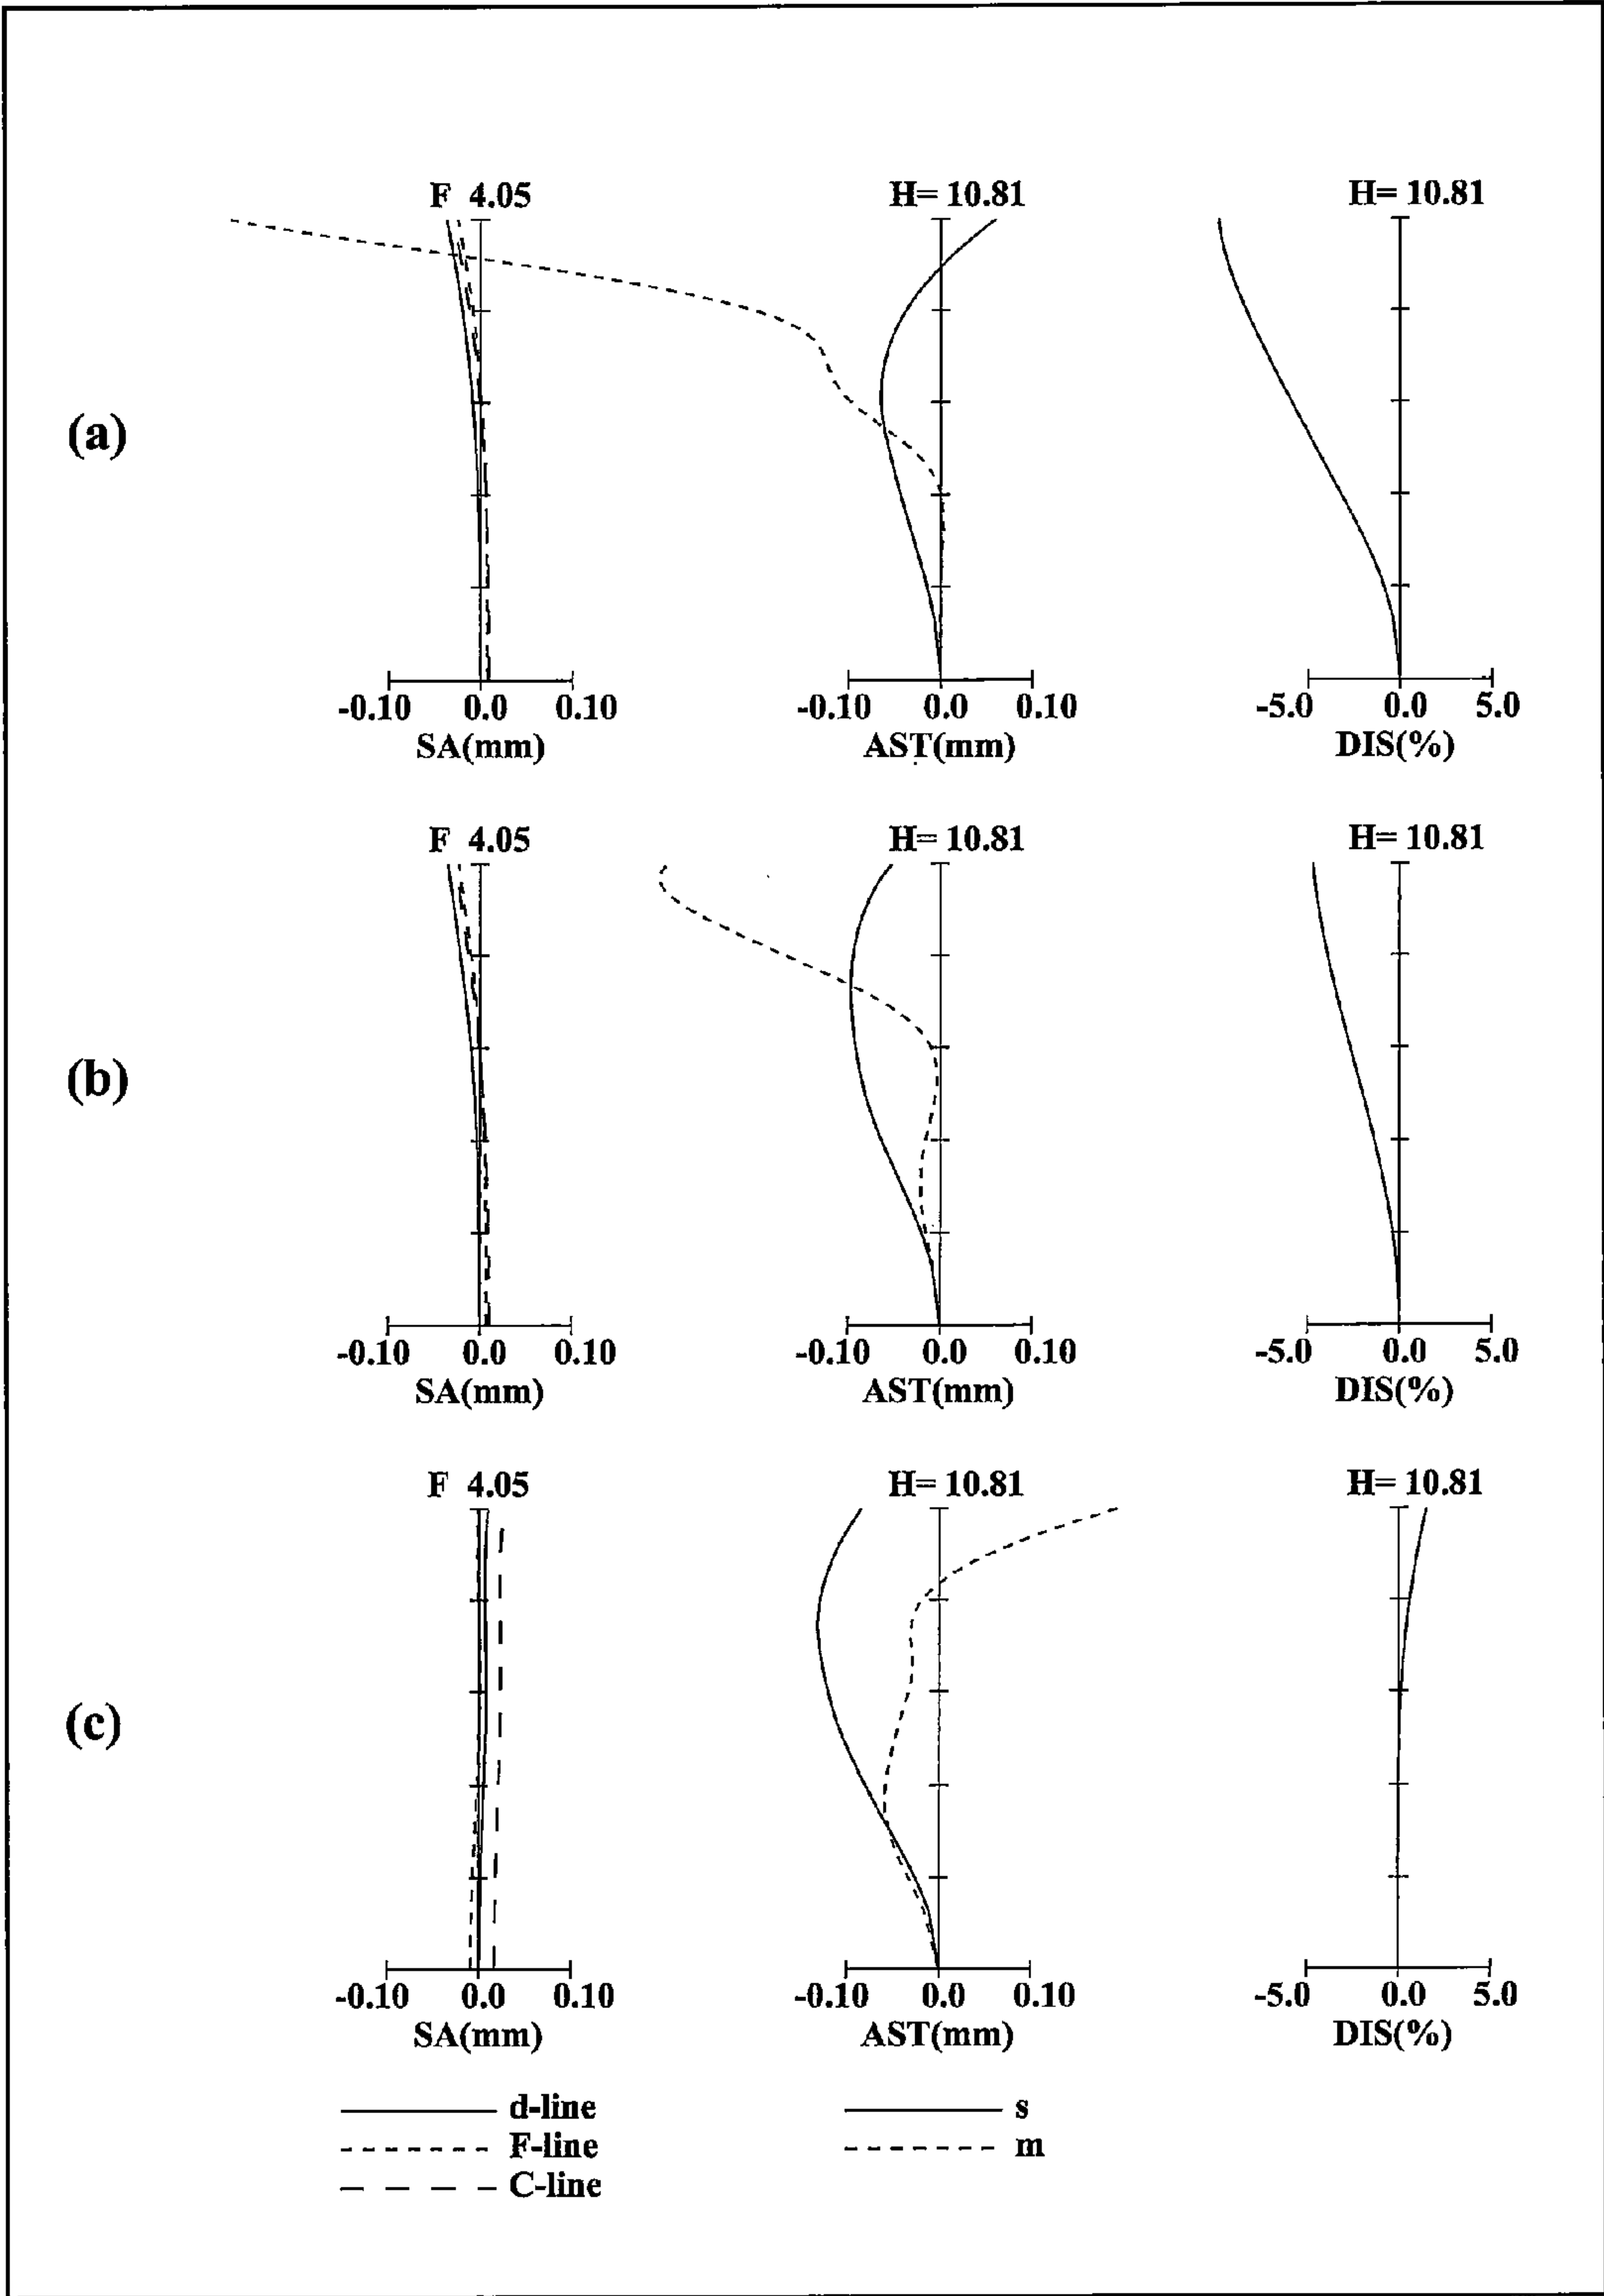 F 4.05 H= 10.81 H= 10.81
(a)
-0.10 0.0 0.10 -0.10 0.0 0.10 -5.0 0.0 5.0
SA(mm) AST(mm) DIS(%)
F 4.05 H= 10.81 H= 10.81
(b)
-0.10 0.0 0.10 -0.10 0.0 0.10 -5.0 0.0 5.0
SA(mm) AST(mm) DIS(%)
F 4.05 H= 10.81 H= 10.81
(c)
-0.10 0.0 0.10 -0.10 0.0 0.10 -5.0 0.0 5.0
SA(mm) AST(mm) DIS(%)
d-line s
F-line m
C-line